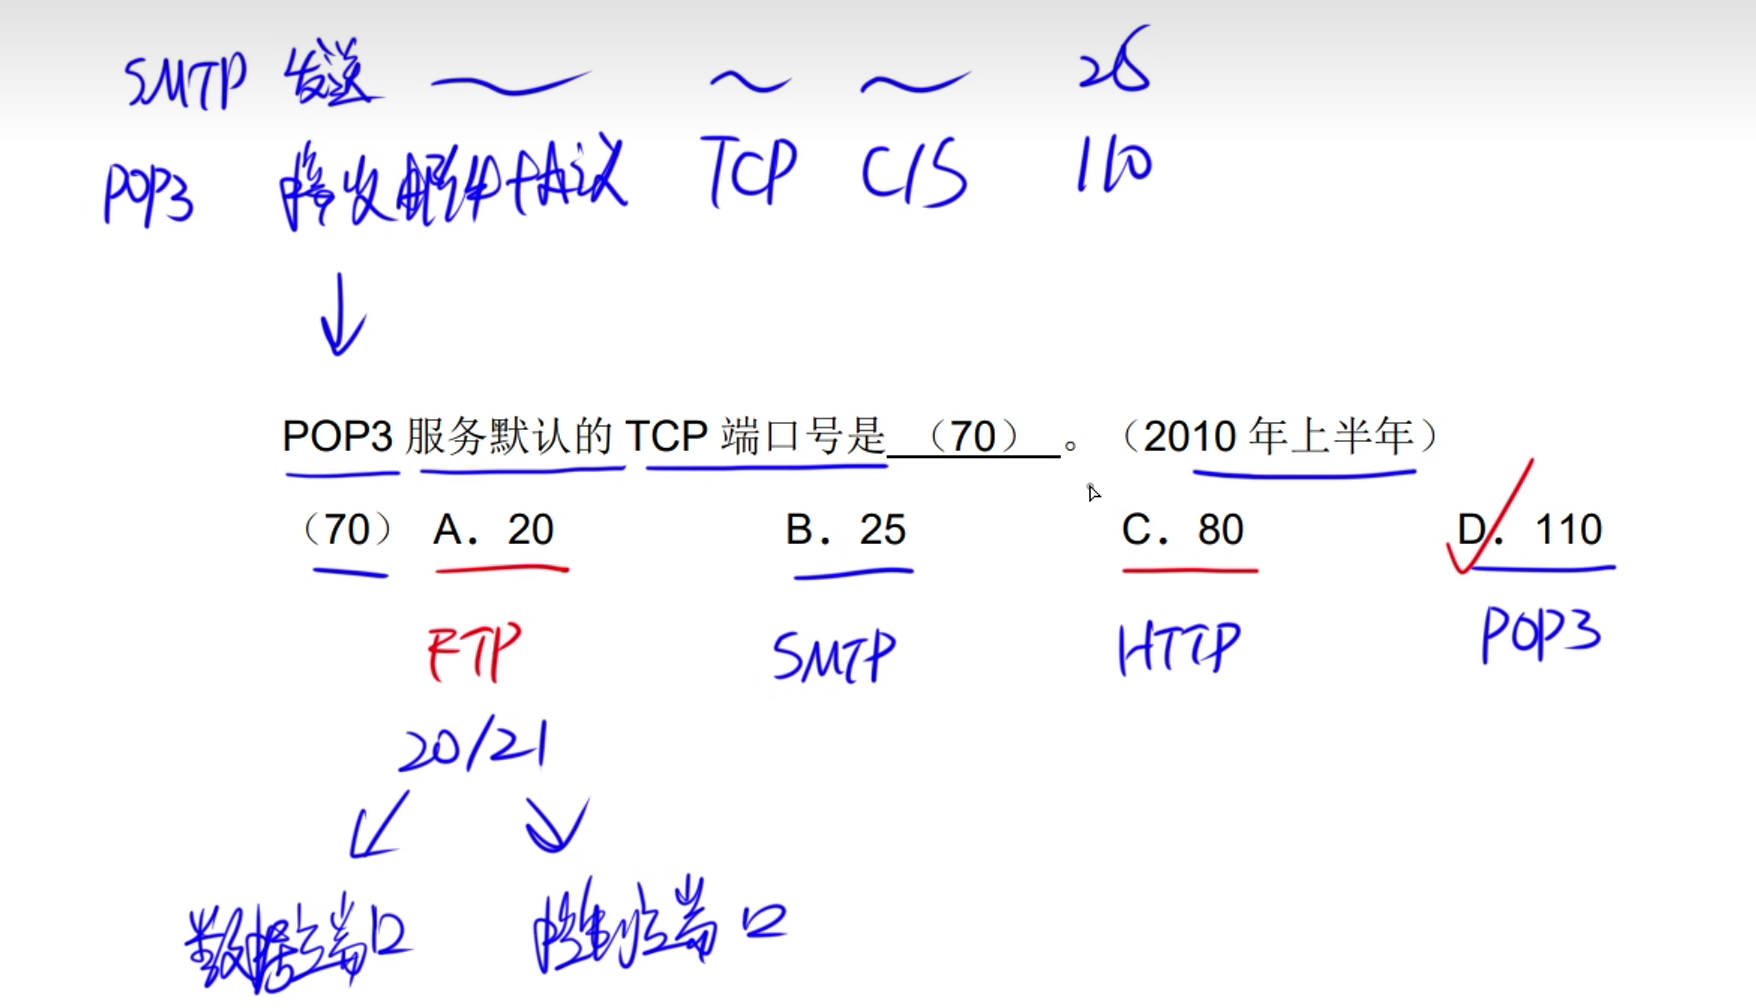 SMTP 发送 ~ ~ ~ 25
POP3 接收邮件协议 TCP C/S 110
POP3 服务默认的 TCP 端口号是 （70） 。（2010 年上半年）
（70） A．20 B．25 C．80 D．110
FTP SMTP HTTP POP3
20/21
数据端口 控制端口